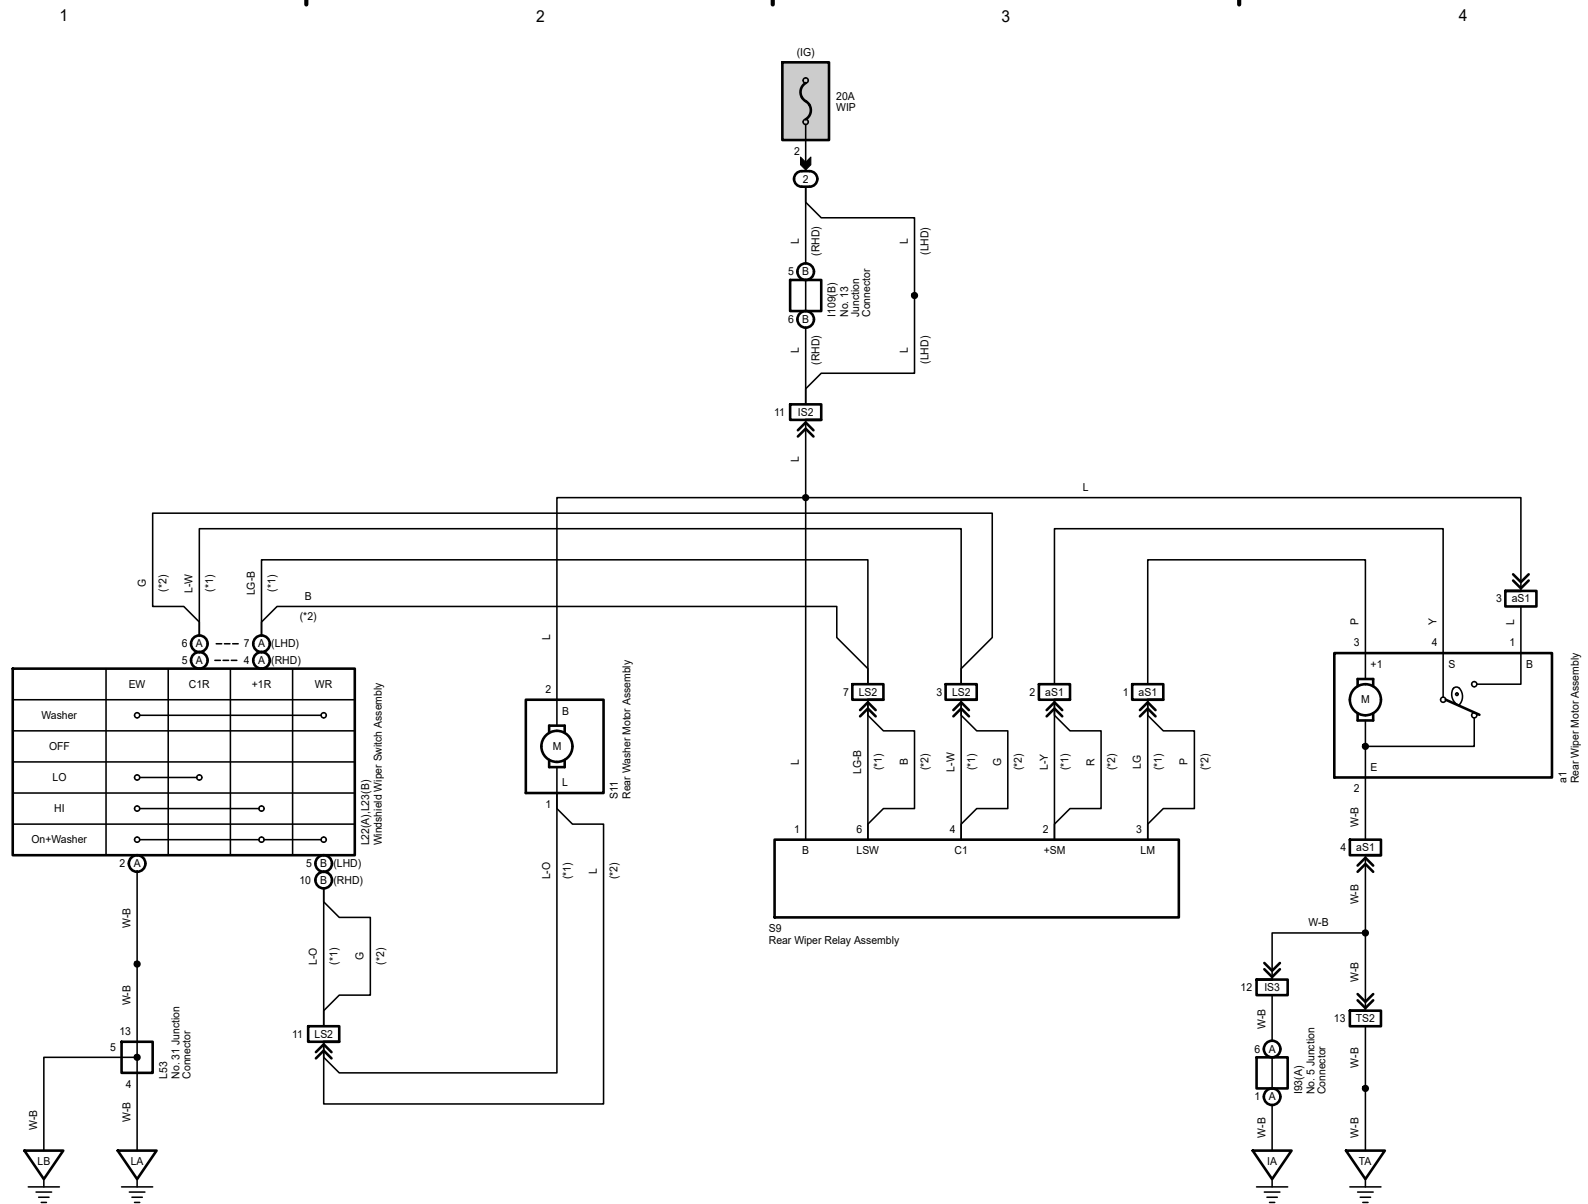 1
2
3
4
(IG)
20A
WIP
2
2
L
(RHD)
L
(LHD)
5
B
I109(B)
No. 13
Junction
Connector
6
B
L
(RHD)
L
(LHD)
11
IS2
L
L
G
(*2)
L-W
(*1)
LG-B
(*1)
B
(*2)
6
A
7
A
(LHD)
5
A
4
A
(RHD)
EW
C1R
+1R
WR
Washer
OFF
LO
HI
On+Washer
L22(A),L23(B)
Windshield Wiper Switch Assembly
2
A
5
B
(LHD)
10
B
(RHD)
W-B
W-B
13
5
4
L53
No. 31 Junction
Connector
W-B
W-B
LB
LA
L-O
(*1)
G
(*2)
11
LS2
L
2
B
M
L
1
S11
Rear Washer Motor Assembly
L-O
(*1)
L
(*2)
L
7
LS2
3
LS2
2
aS1
1
aS1
LG-B
(*1)
B
(*2)
L-W
(*1)
G
(*2)
L-Y
(*1)
R
(*2)
LG
(*1)
P
(*2)
1
6
4
2
3
B
LSW
C1
+SM
LM
S9
Rear Wiper Relay Assembly
3
aS1
P
Y
L
3
4
1
+1
S
B
M
E
2
a1
Rear Wiper Motor Assembly
W-B
4
aS1
W-B
W-B
12
IS3
W-B
6
A
I93(A)
No. 5 Junction
Connector
1
A
W-B
IA
W-B
13
TS2
W-B
W-B
TA